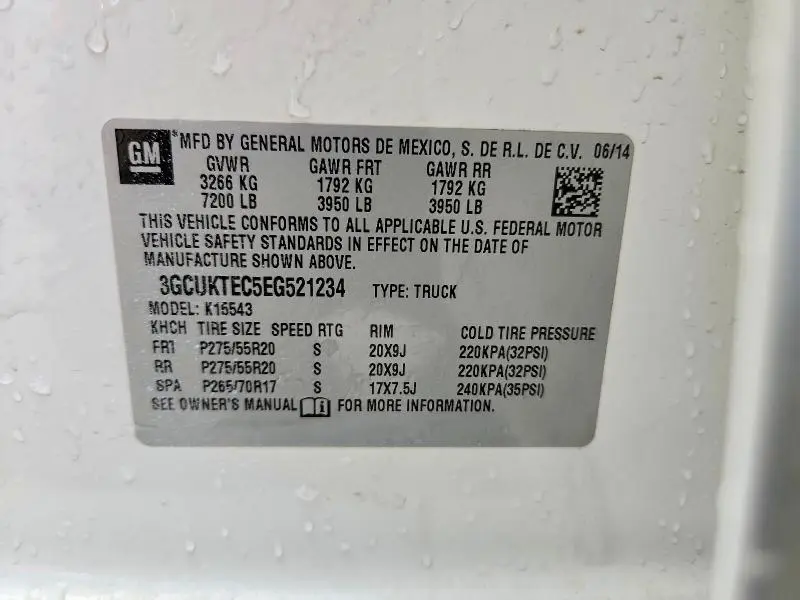 GM *MFD BY GENERAL MOTORS DE MEXICO, S. DE R.L. DE C.V. 06/14
GVWR GAWR FRT GAWR RR
3266 KG 1792 KG 1792 KG
7200 LB 3950 LB 3950 LB
THIS VEHICLE CONFORMS TO ALL APPLICABLE U.S. FEDERAL MOTOR
VEHICLE SAFETY STANDARDS IN EFFECT ON THE DATE OF
MANUFACTURE SHOWN ABOVE.
3GCUKTEC5EG521234 TYPE: TRUCK
MODEL: K15543
KHCH TIRE SIZE SPEED RTG RIM COLD TIRE PRESSURE
FRT P275/55R20 S 20X9J 220KPA(32PSI)
RR P275/55R20 S 20X9J 220KPA(32PSI)
SPA P265/70R17 S 17X7.5J 240KPA(35PSI)
SEE OWNER'S MANUAL FOR MORE INFORMATION.